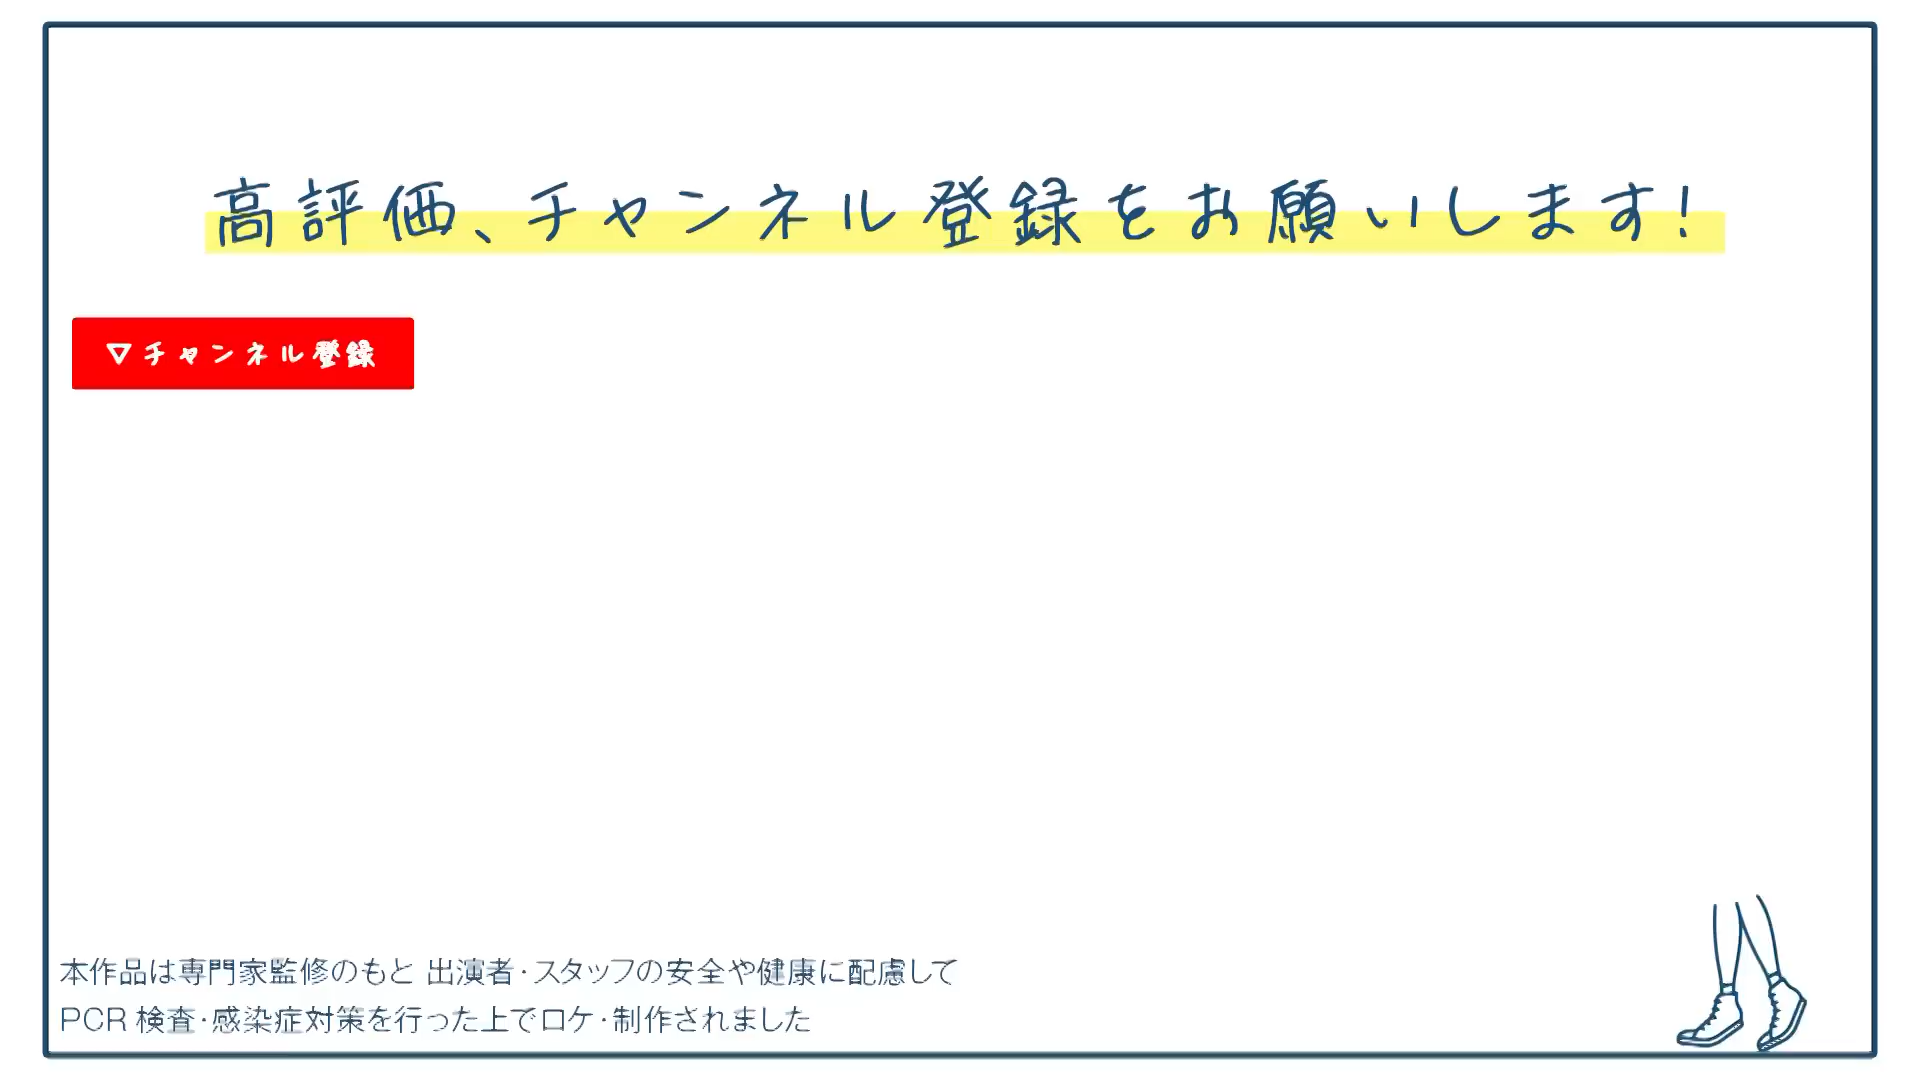 高評価、チャンネル登録をお願いします!
▽チャンネル登録
本作品は専門家監修のもと 出演者・スタッフの安全や健康に配慮して
PCR 検査・感染症対策を行った上でロケ・制作されました